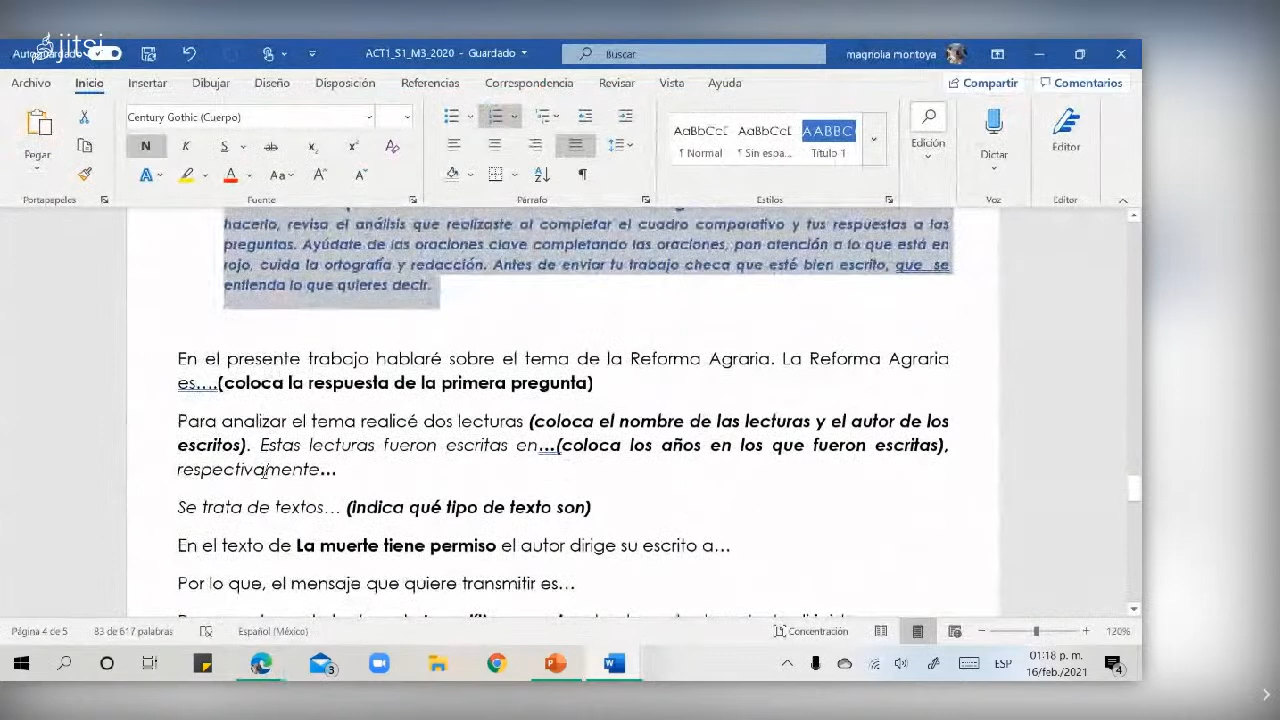 jitsi
Autoguardado
ACT1_S1_M3_2020 - Guardado
Buscar
magnolia montoya
Archivo Inicio Insertar Dibujar Diseño Disposición Referencias Correspondencia Revisar Vista Ayuda Compartir Comentarios
Pegar
Century Gothic (Cuerpo)
N K S ab x x A
A A Aa A A
AaBbCcD AaBbCcD AABBC
¶ Normal ¶ Sin espa... Título 1
Edición
Dictar
Editor
Portapapeles Fuente Párrafo Estilos Voz Editor
hacerlo, revisa el análisis que realizaste al completar el cuadro comparativo y tus respuestas a las
preguntas. Ayúdate de las oraciones clave completando las oraciones, pon atención a lo que está en
rojo, cuida la ortografía y redacción. Antes de enviar tu trabajo checa que esté bien escrito, que se
entienda lo que quieres decir.
En el presente trabajo hablaré sobre el tema de la Reforma Agraria. La Reforma Agraria
es....(coloca la respuesta de la primera pregunta)
Para analizar el tema realicé dos lecturas (coloca el nombre de las lecturas y el autor de los
escritos). Estas lecturas fueron escritas en...(coloca los años en los que fueron escritas),
respectivamente...
Se trata de textos... (indica qué tipo de texto son)
En el texto de La muerte tiene permiso el autor dirige su escrito a...
Por lo que, el mensaje que quiere transmitir es...
Página 4 de 5 83 de 617 palabras Español (México) Concentración 120%
3 ESP 01:18 p. m.
16/feb./2021 4